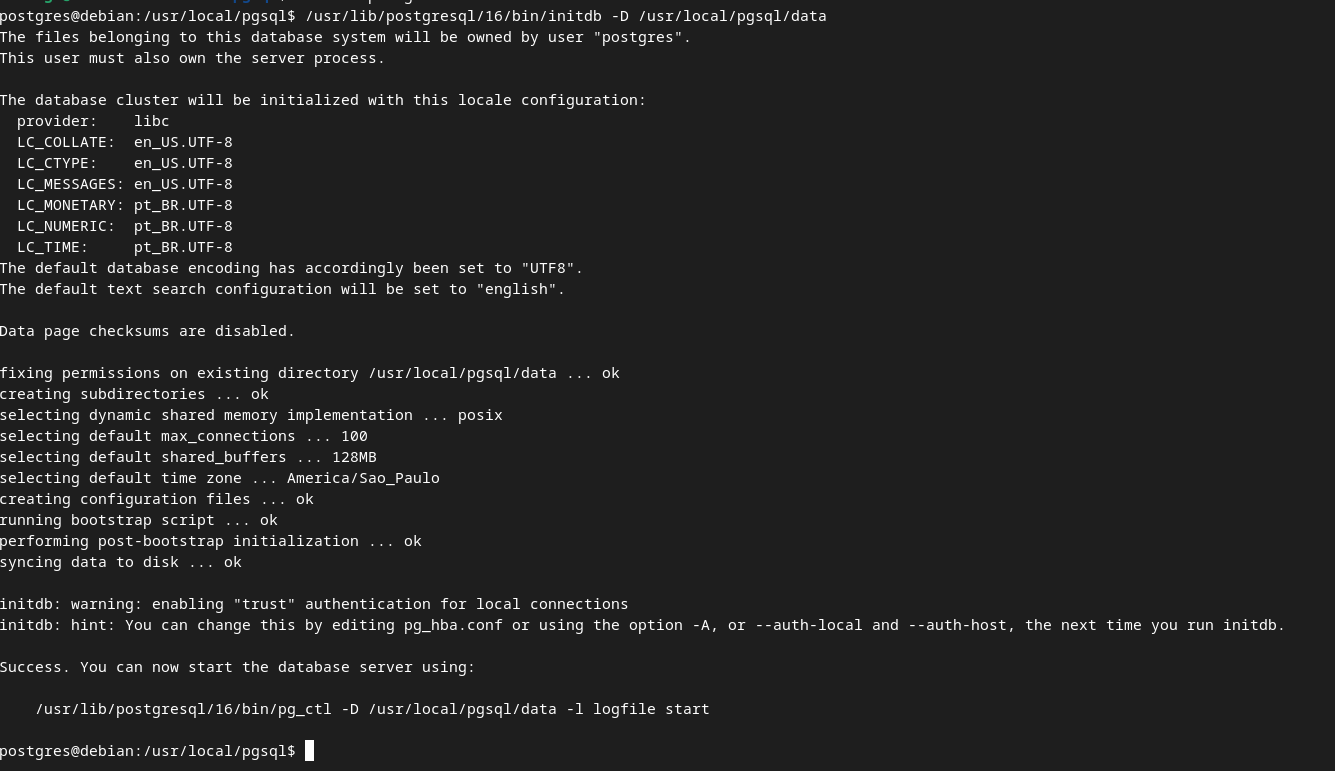 postgres@debian:/usr/local/pgsql$ /usr/lib/postgresql/16/bin/initdb -D /usr/local/pgsql/data
The files belonging to this database system will be owned by user "postgres".
This user must also own the server process.

The database cluster will be initialized with this locale configuration:
  provider:    libc
  LC_COLLATE:  en_US.UTF-8
  LC_CTYPE:    en_US.UTF-8
  LC_MESSAGES: en_US.UTF-8
  LC_MONETARY: pt_BR.UTF-8
  LC_NUMERIC:  pt_BR.UTF-8
  LC_TIME:     pt_BR.UTF-8
The default database encoding has accordingly been set to "UTF8".
The default text search configuration will be set to "english".

Data page checksums are disabled.

fixing permissions on existing directory /usr/local/pgsql/data ... ok
creating subdirectories ... ok
selecting dynamic shared memory implementation ... posix
selecting default max_connections ... 100
selecting default shared_buffers ... 128MB
selecting default time zone ... America/Sao_Paulo
creating configuration files ... ok
running bootstrap script ... ok
performing post-bootstrap initialization ... ok
syncing data to disk ... ok

initdb: warning: enabling "trust" authentication for local connections
initdb: hint: You can change this by editing pg_hba.conf or using the option -A, or --auth-local and --auth-host, the next time you run initdb.

Success. You can now start the database server using:

    /usr/lib/postgresql/16/bin/pg_ctl -D /usr/local/pgsql/data -l logfile start

postgres@debian:/usr/local/pgsql$